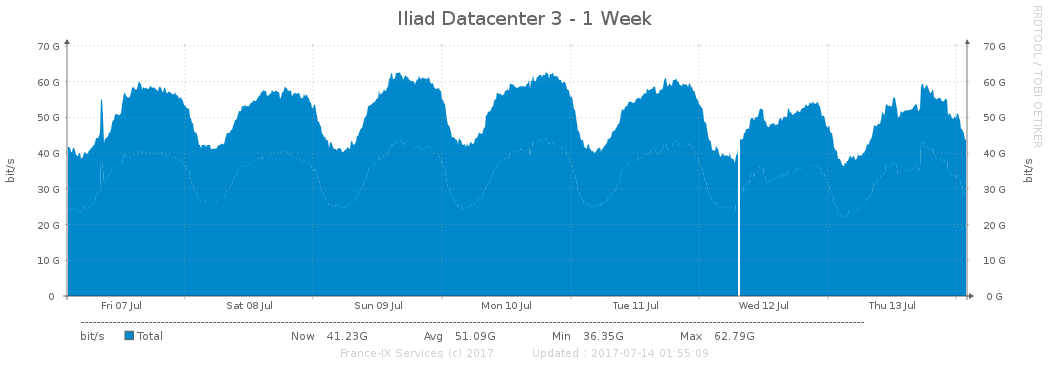 Iliad Datacenter 3 - 1 Week
RRDTOOL / TOBI OETIKER
70 G 70 G
60 G 60 G
50 G 50 G
40 G 40 G
30 G 30 G
20 G 20 G
10 G 10 G
0 0 G
bit/s bit/s
Fri 07 Jul Sat 08 Jul Sun 09 Jul Mon 10 Jul Tue 11 Jul Wed 12 Jul Thu 13 Jul
bit/s Total Now 41.23G Avg 51.09G Min 36.35G Max 62.79G
France-IX Services (c) 2017 Updated : 2017-07-14 01:55:09